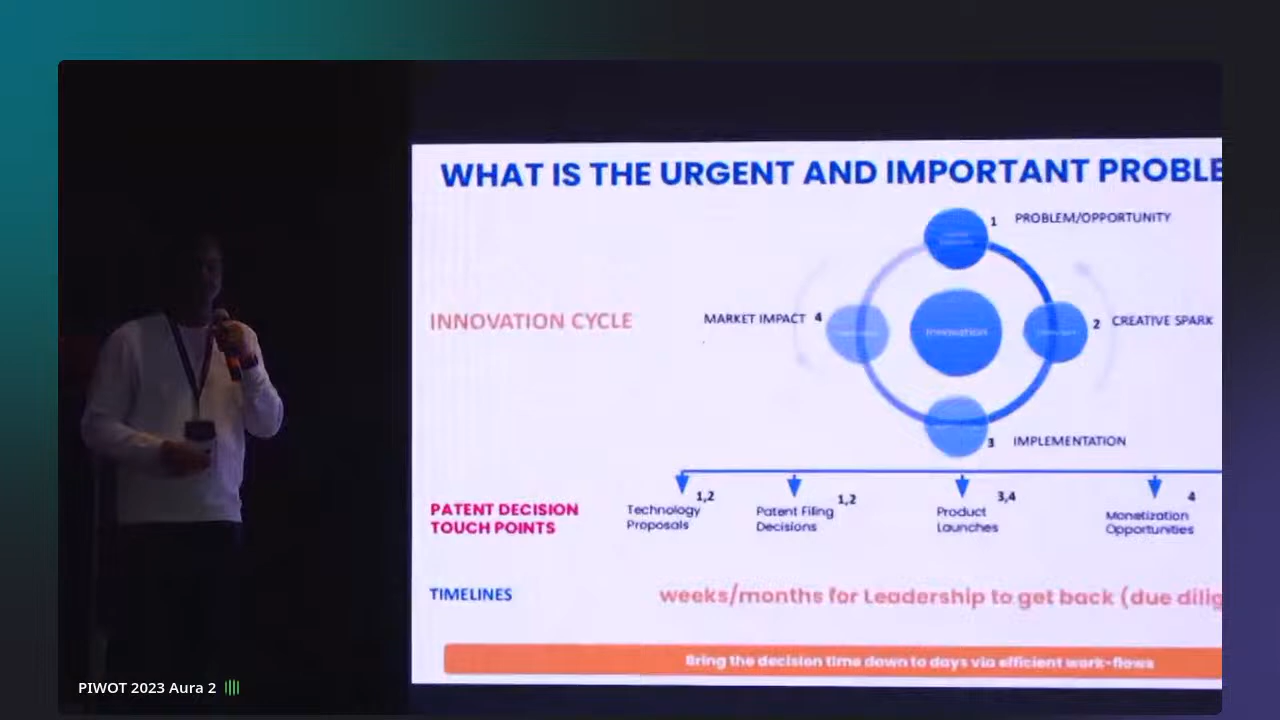 WHAT IS THE URGENT AND IMPORTANT PROBLE
1 PROBLEM/OPPORTUNITY
INNOVATION CYCLE
MARKET IMPACT 4
Innovation
2 CREATIVE SPARK
3 IMPLEMENTATION
PATENT DECISION
TOUCH POINTS
1,2
Technology
Proposals
1,2
Patent Filing
Decisions
3,4
Product
Launches
4
Monetization
Opportunities
TIMELINES
weeks/months for Leadership to get back (due dilig
Bring the decision time down to days via efficient work-flows
PIWOT 2023 Aura 2